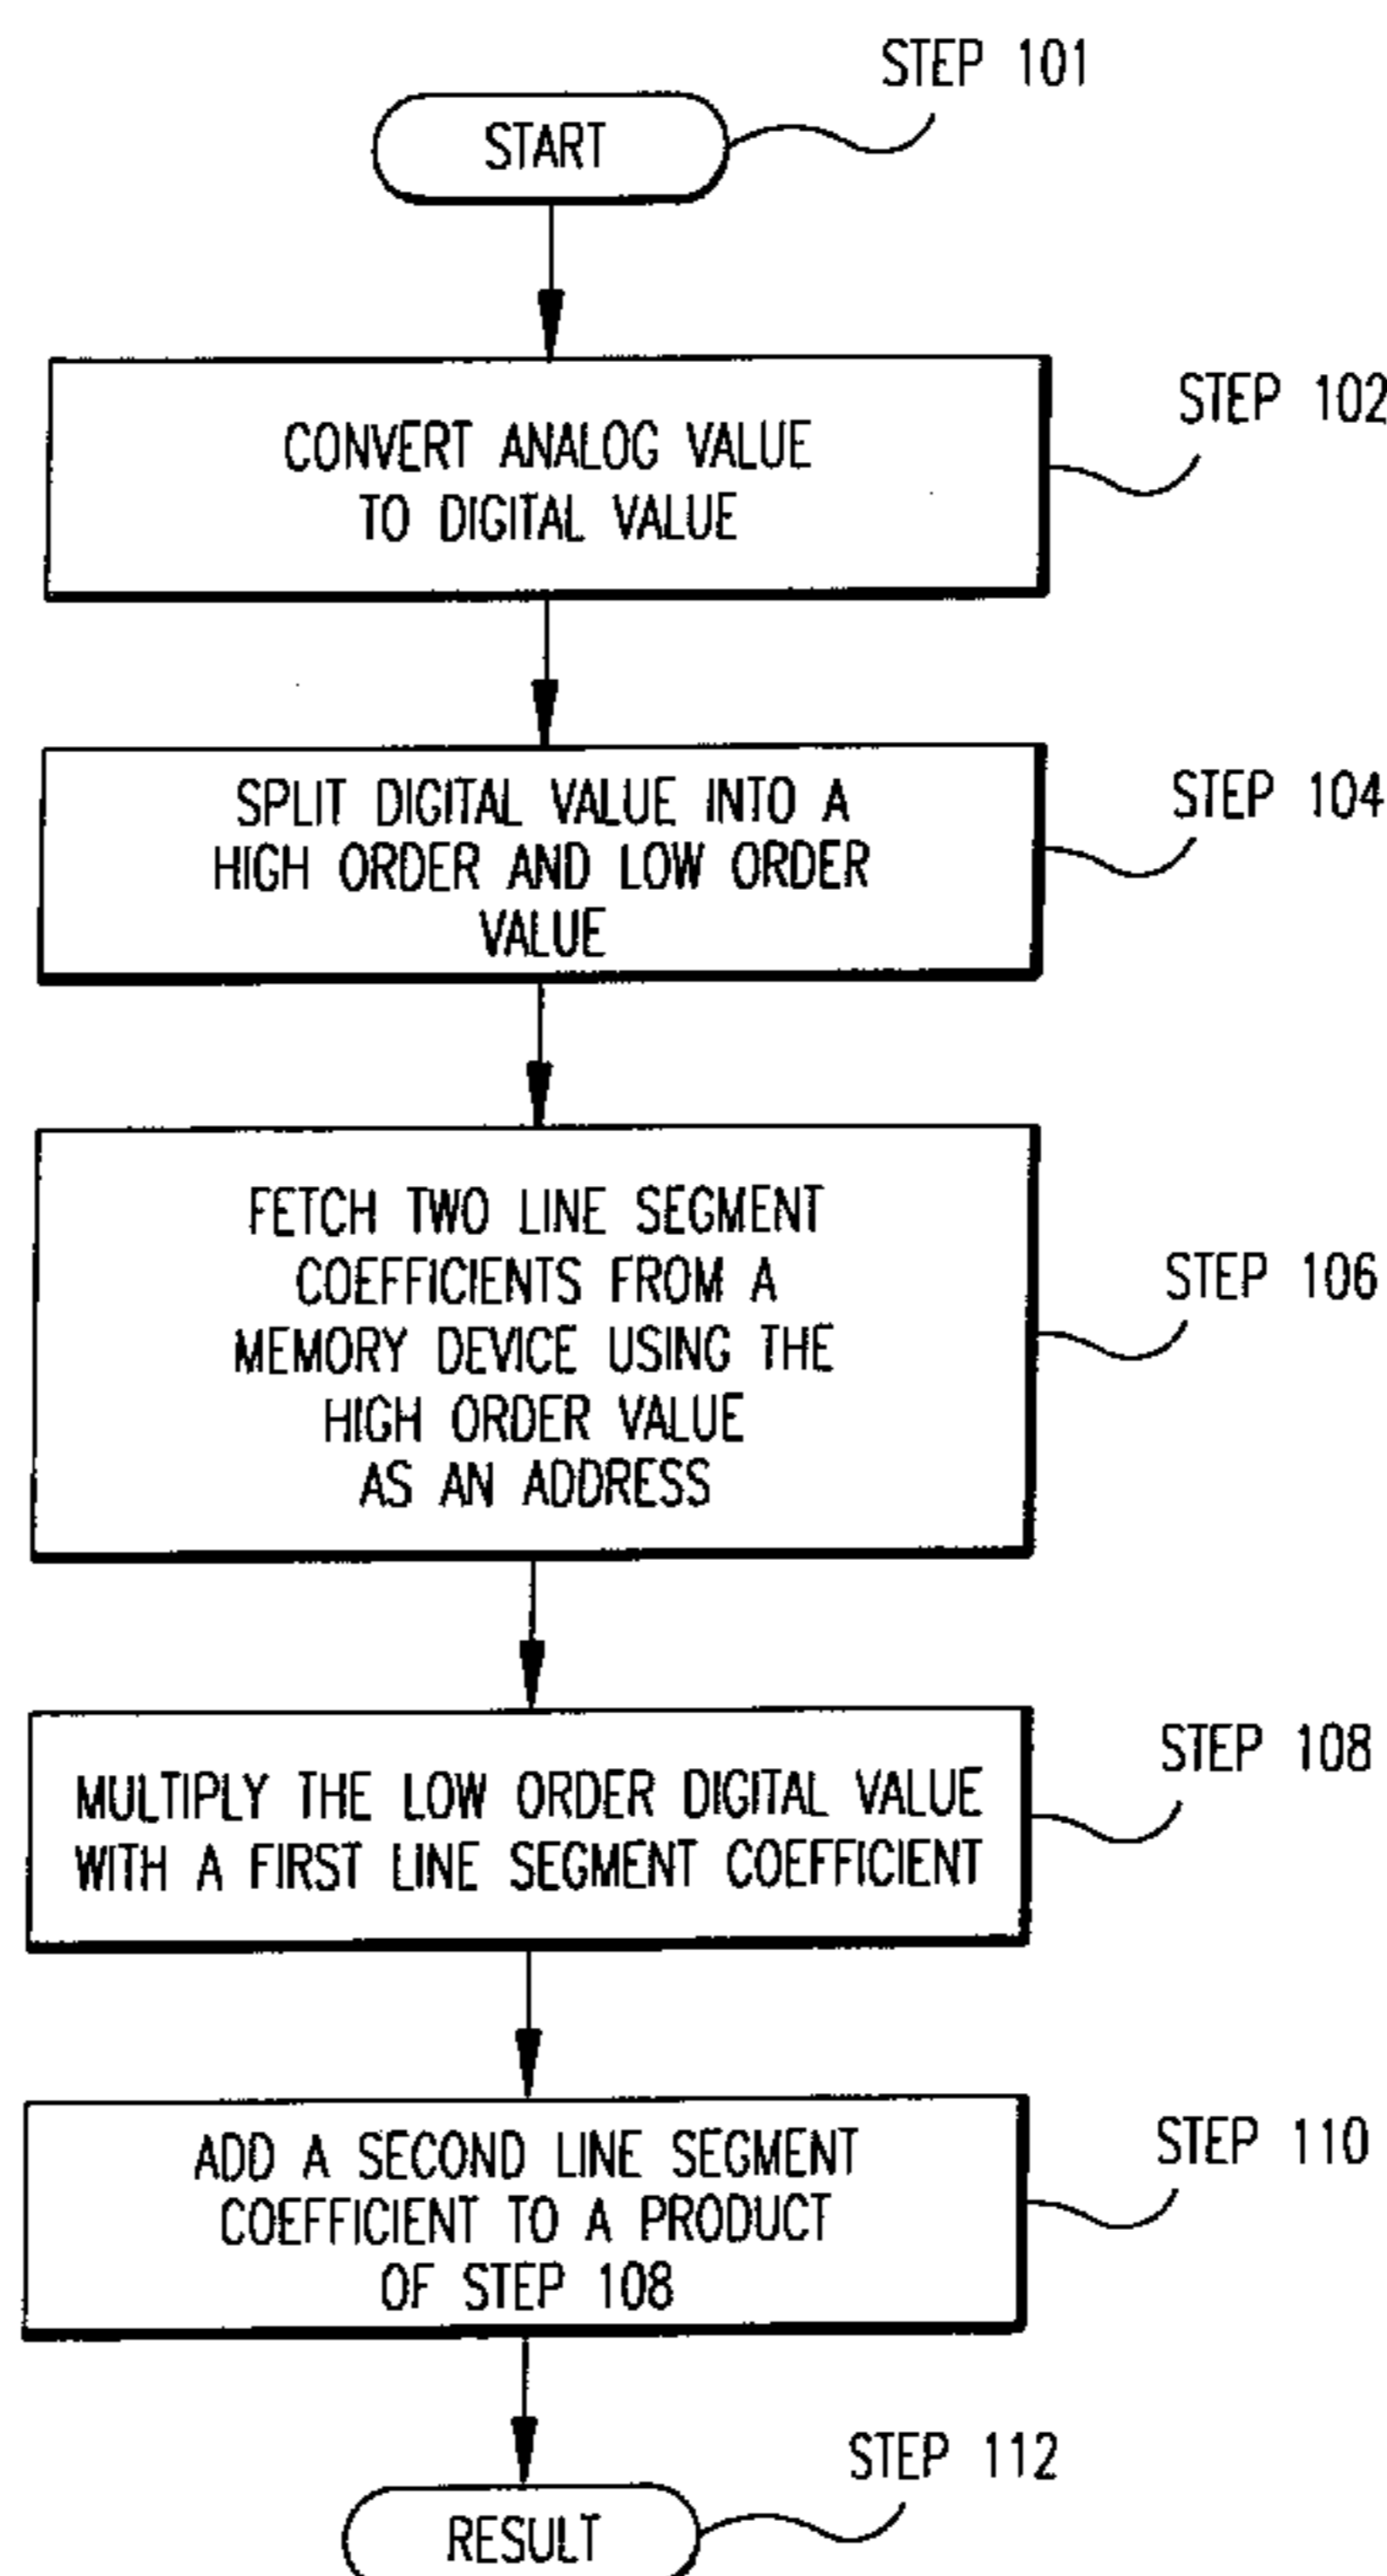 STEP 101
START
STEP 102
CONVERT ANALOG VALUE
TO DIGITAL VALUE
STEP 104
SPLIT DIGITAL VALUE INTO A
HIGH ORDER AND LOW ORDER
VALUE
FETCH TWO LINE SEGMENT
COEFFICIENTS FROM A
MEMORY DEVICE USING THE
HIGH ORDER VALUE
AS AN ADDRESS
STEP 106
STEP 108
MULTIPLY THE LOW ORDER DIGITAL VALUE
WITH A FIRST LINE SEGMENT COEFFICIENT
STEP 110
ADD A SECOND LINE SEGMENT
COEFFICIENT TO A PRODUCT
OF STEP 108
STEP 112
RESULT